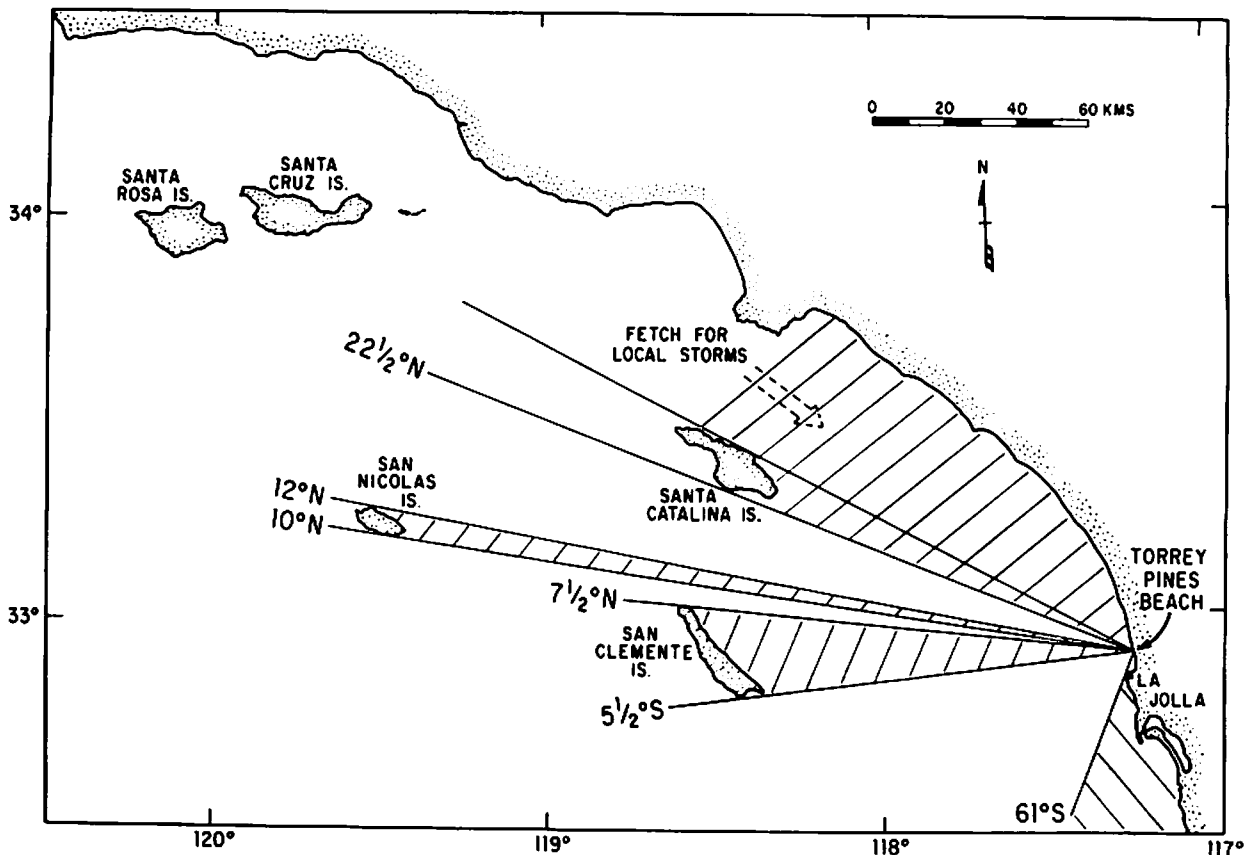 0 20 40 60 KMS
N
SANTA
ROSA IS.
SANTA
CRUZ IS.
34°
FETCH FOR
LOCAL STORMS
22½°N
SAN
NICOLAS
IS.
12°N
10°N
SANTA
CATALINA IS.
7½°N
33°
SAN
CLEMENTE
IS.
5½°S
TORREY
PINES
BEACH
LA
JOLLA
61°S
120° 119° 118° 117°